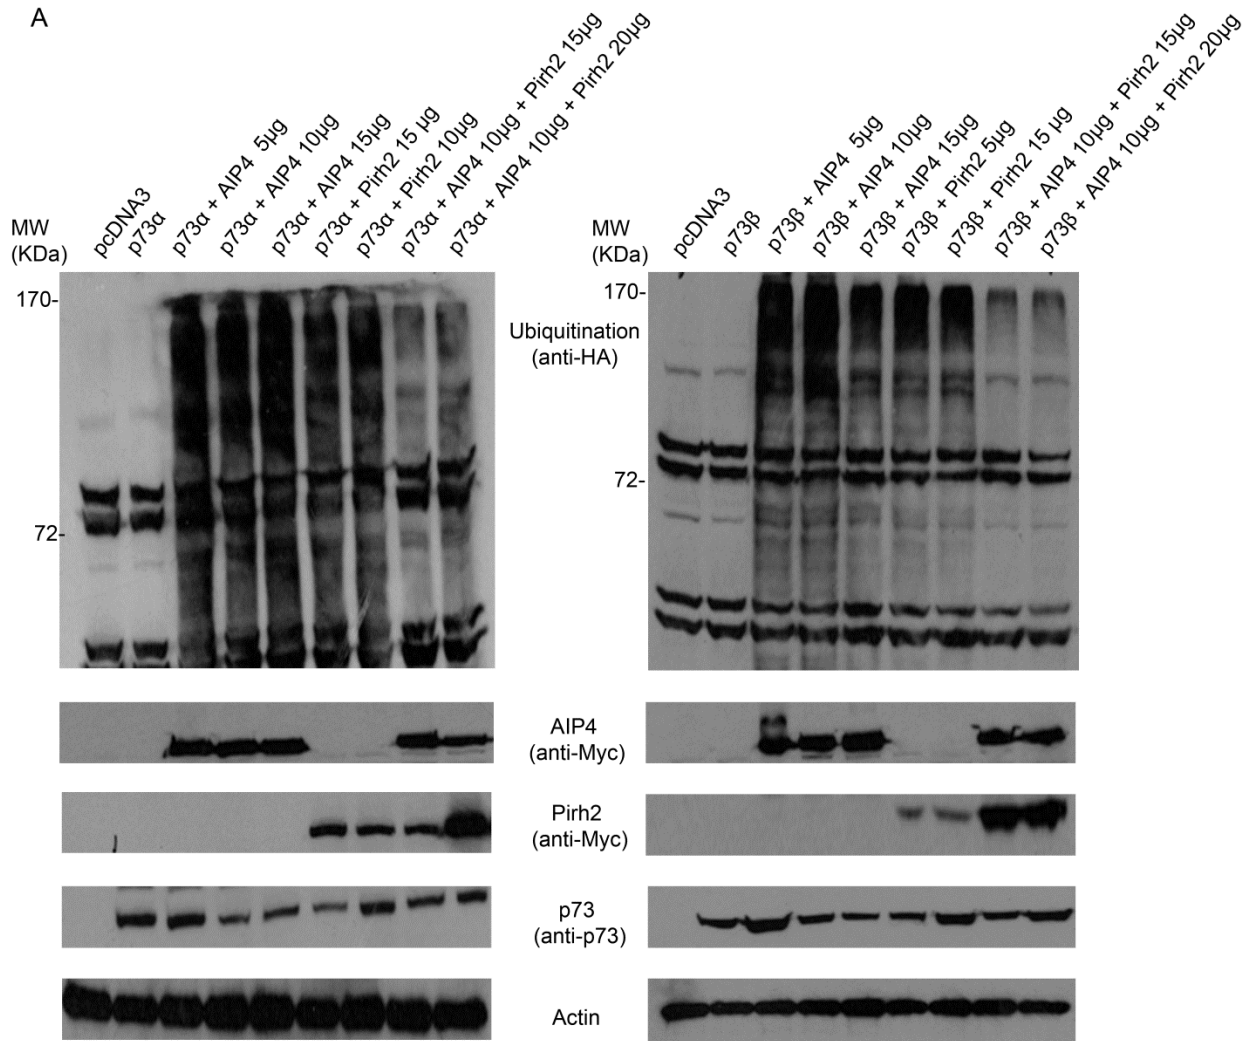 A
pcDNA3
p73α
p73α + AIP4 5µg
p73α + AIP4 10µg
p73α + AIP4 15µg
p73α + Pirh2 15 µg
p73α + Pirh2 10µg
p73α + AIP4 10µg + Pirh2 15µg
p73α + AIP4 10µg + Pirh2 20µg
pcDNA3
p73β
p73β + AIP4 5µg
p73β + AIP4 10µg
p73β + AIP4 15µg
p73β + Pirh2 5µg
p73β + Pirh2 15 µg
p73β + AIP4 10µg + Pirh2 15µg
p73β + AIP4 10µg + Pirh2 20µg
MW
(KDa)
MW
(KDa)
170-
170-
Ubiquitination
(anti-HA)
72-
72-
AIP4
(anti-Myc)
Pirh2
(anti-Myc)
p73
(anti-p73)
Actin